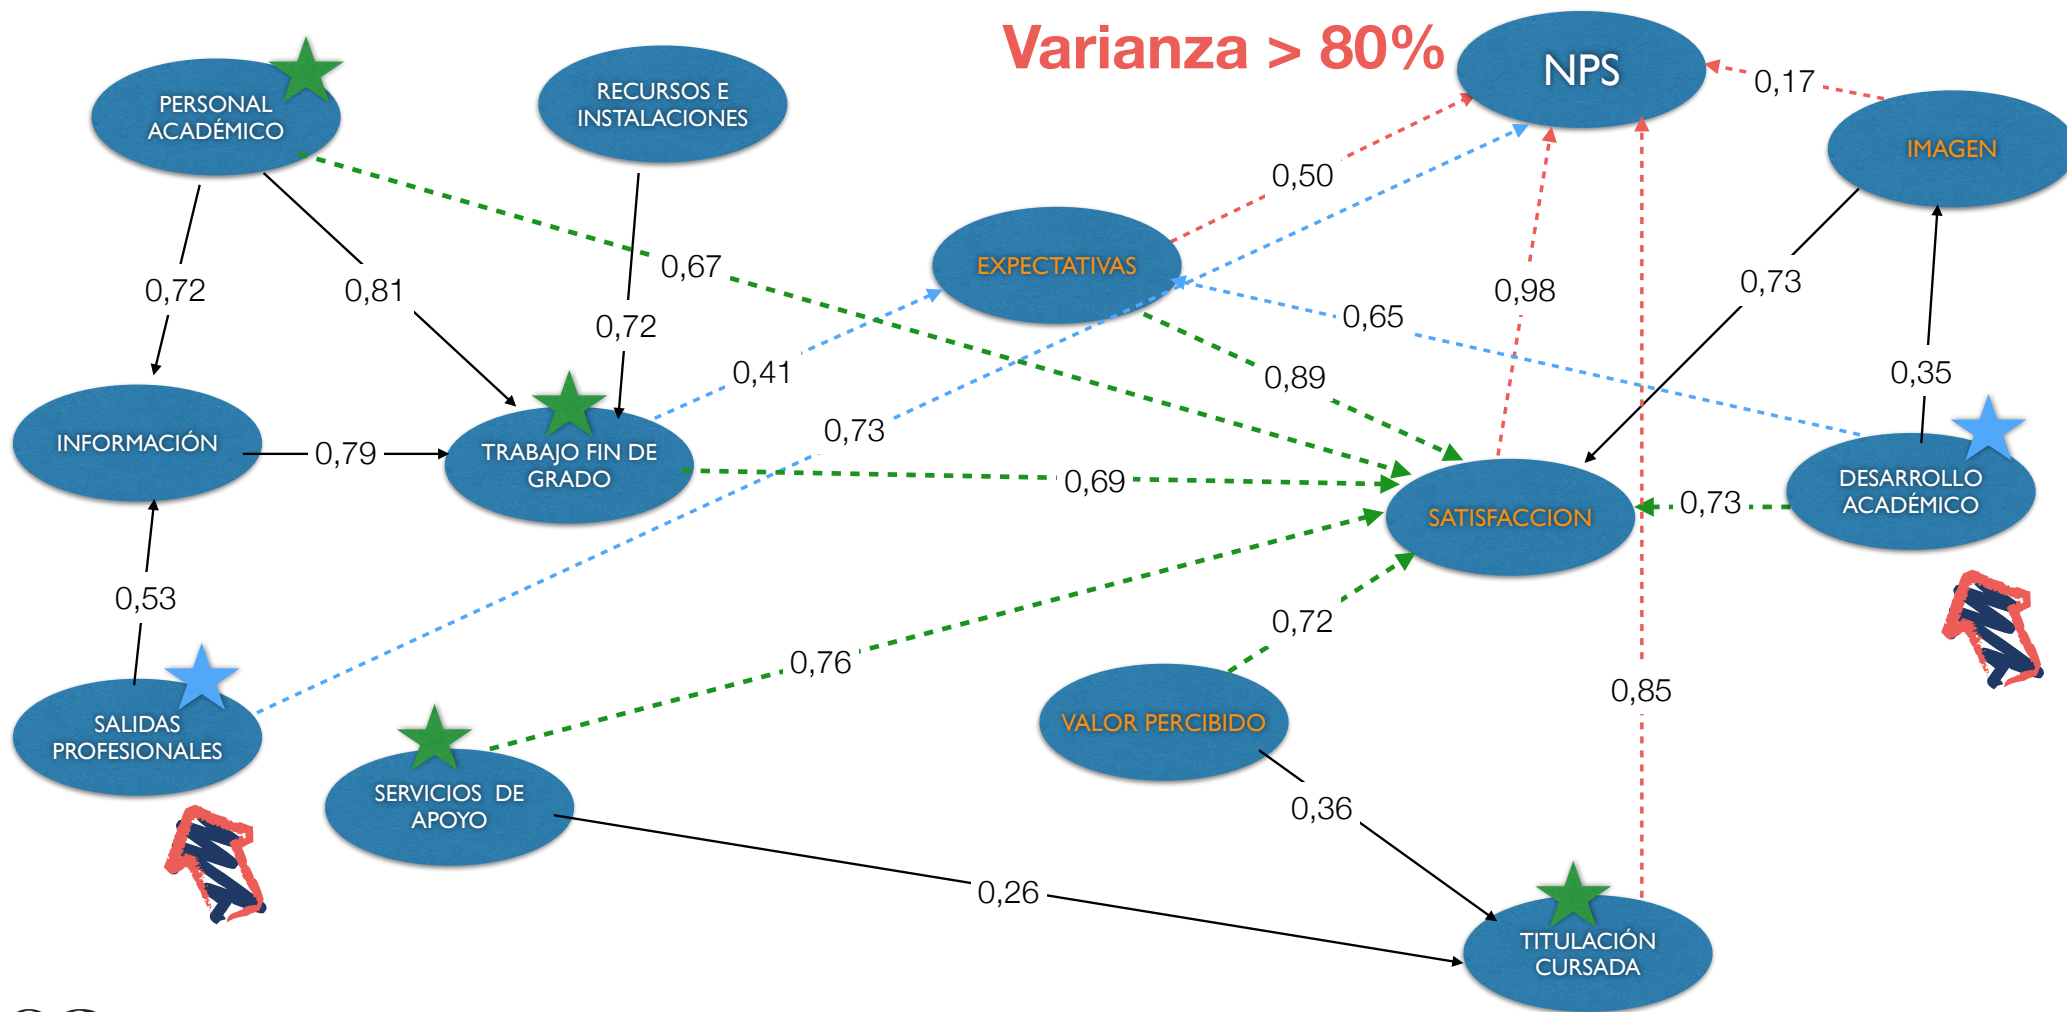 Varianza > 80%
NPS
0,17
PERSONAL
ACADÉMICO
RECURSOS E
INSTALACIONES
IMAGEN
0,50
EXPECTATIVAS
0,67
0,72
0,81
0,72
0,98
0,73
0,65
0,41
0,89
0,35
0,73
INFORMACIÓN
0,79
TRABAJO FIN DE
GRADO
0,69
SATISFACCION
0,73
DESARROLLO
ACADÉMICO
0,53
0,72
0,76
0,85
SALIDAS
PROFESIONALES
VALOR PERCIBIDO
SERVICIOS DE
APOYO
0,36
0,26
TITULACIÓN
CURSADA